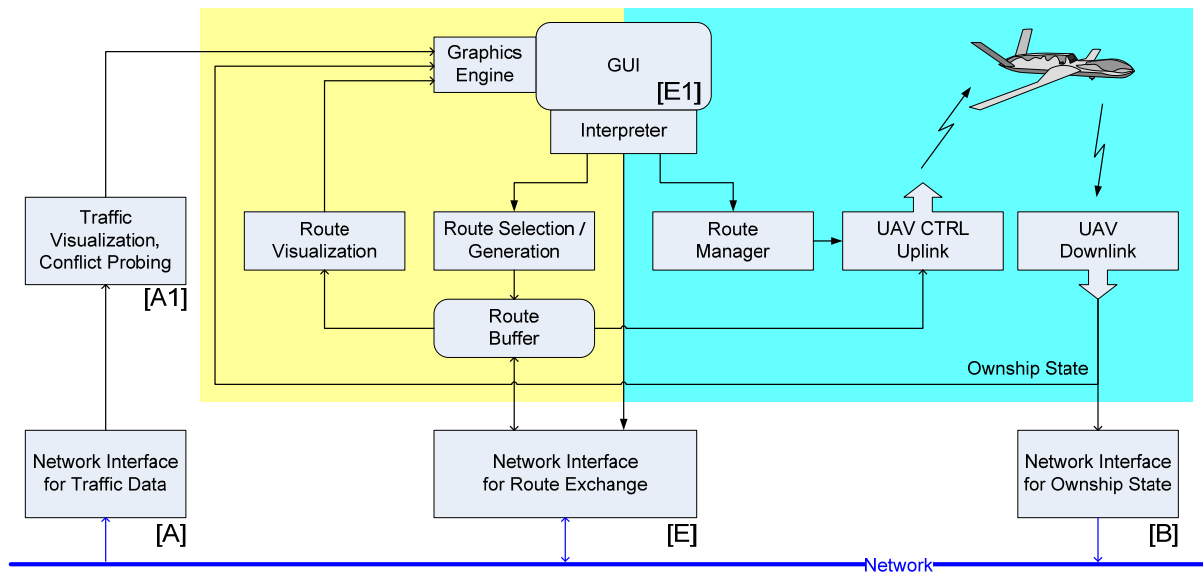 Graphics
Engine
GUI
[E1]
Interpreter
Traffic
Visualization,
Conflict Probing
[A1]
Route
Visualization
Route Selection /
Generation
Route
Manager
UAV CTRL
Uplink
UAV
Downlink
Route
Buffer
Ownship State
Network Interface
for Traffic Data
[A]
Network Interface
for Route Exchange
[E]
Network Interface
for Ownship State
[B]
Network